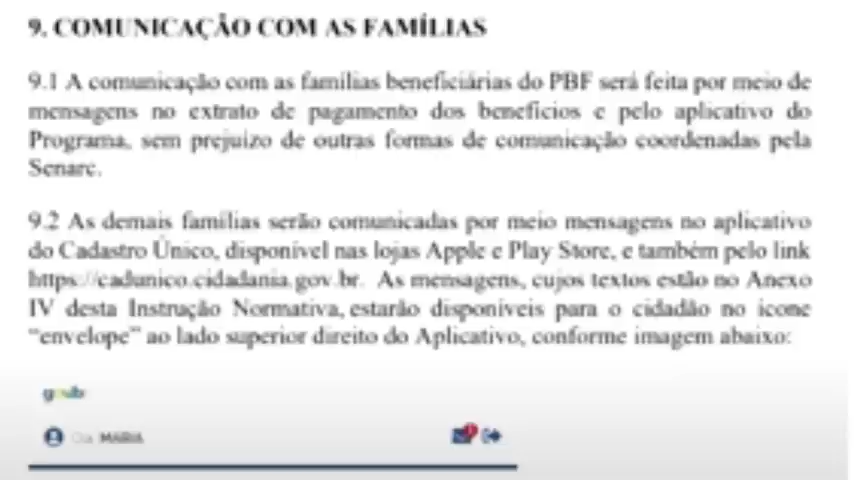 9. COMUNICAÇÃO COM AS FAMÍLIAS
9.1 A comunicação com as famílias beneficiárias do PBF será feita por meio de
mensagens no extrato de pagamento dos benefícios e pelo aplicativo do
Programa, sem prejuízo de outras formas de comunicação coordenadas pela
Senarc.
9.2 As demais famílias serão comunicadas por meio mensagens no aplicativo
do Cadastro Único, disponível nas lojas Apple e Play Store, e também pelo link
https://cadunico.cidadania.gov.br. As mensagens, cujos textos estão no Anexo
IV desta Instrução Normativa, estarão disponíveis para o cidadão no ícone
"envelope" ao lado superior direito do Aplicativo, conforme imagem abaixo:
MARIA